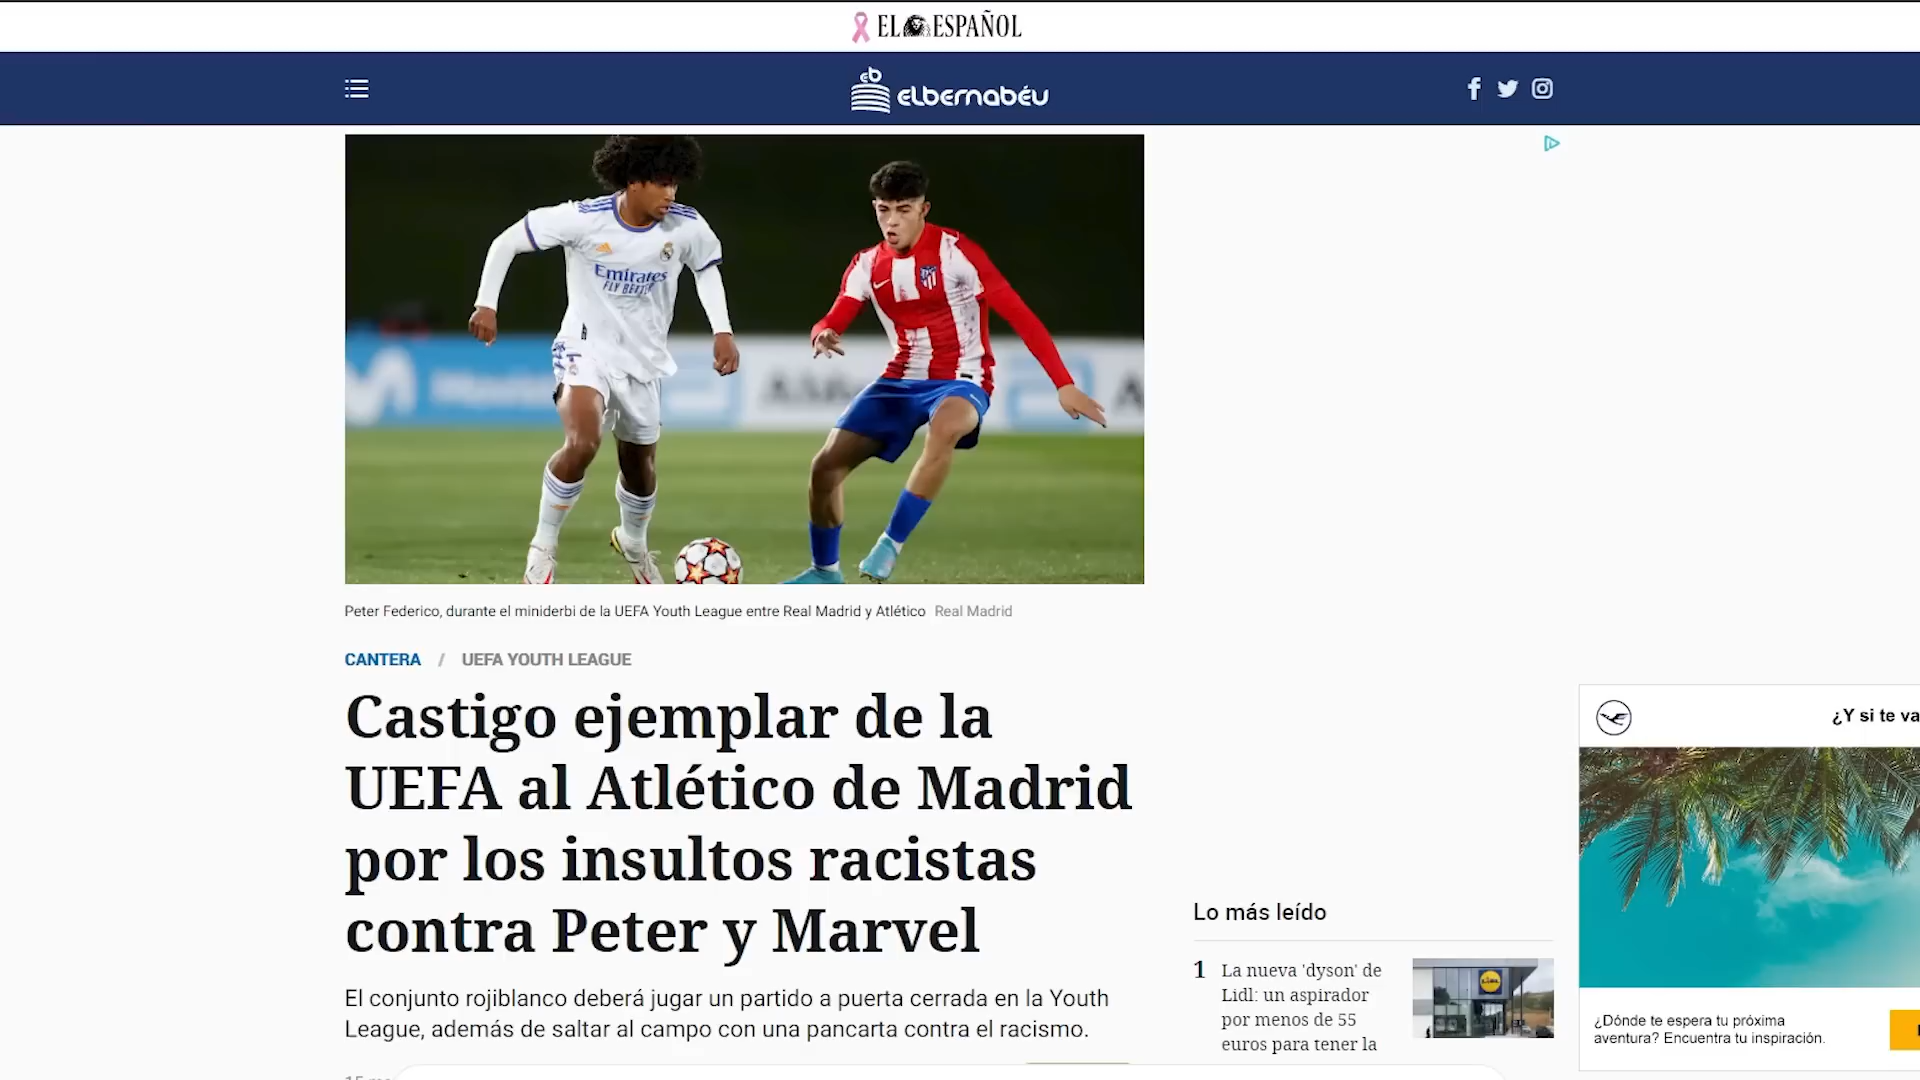 EL ESPAÑOL
eb
elbernabéu
Emirates
FLY BETTER
Peter Federico, durante el miniderbi de la UEFA Youth League entre Real Madrid y Atlético Real Madrid
CANTERA / UEFA YOUTH LEAGUE
Castigo ejemplar de la
UEFA al Atlético de Madrid
por los insultos racistas
contra Peter y Marvel
El conjunto rojiblanco deberá jugar un partido a puerta cerrada en la Youth
League, además de saltar al campo con una pancarta contra el racismo.
Lo más leído
1 La nueva 'dyson' de
Lidl: un aspirador
por menos de 55
euros para tener la
LiDL
¿Y si te va
¿Dónde te espera tu próxima
aventura? Encuentra tu inspiración.